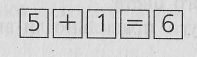 5 + 1 = 6